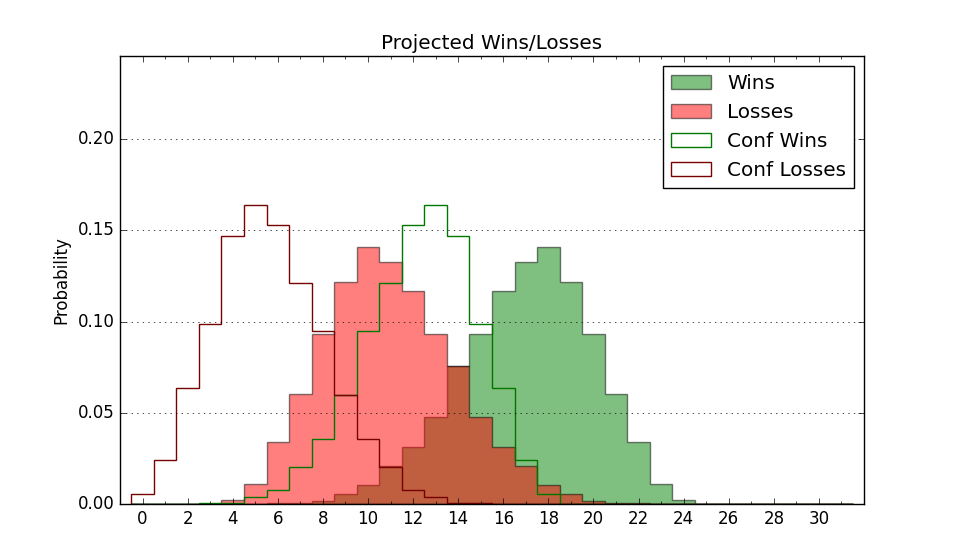 Projected Wins/Losses
Wins
Losses
Conf Wins
Conf Losses
Probability
0.20
0.15
0.10
0.05
0.00
0 2 4 6 8 10 12 14 16 18 20 22 24 26 28 30